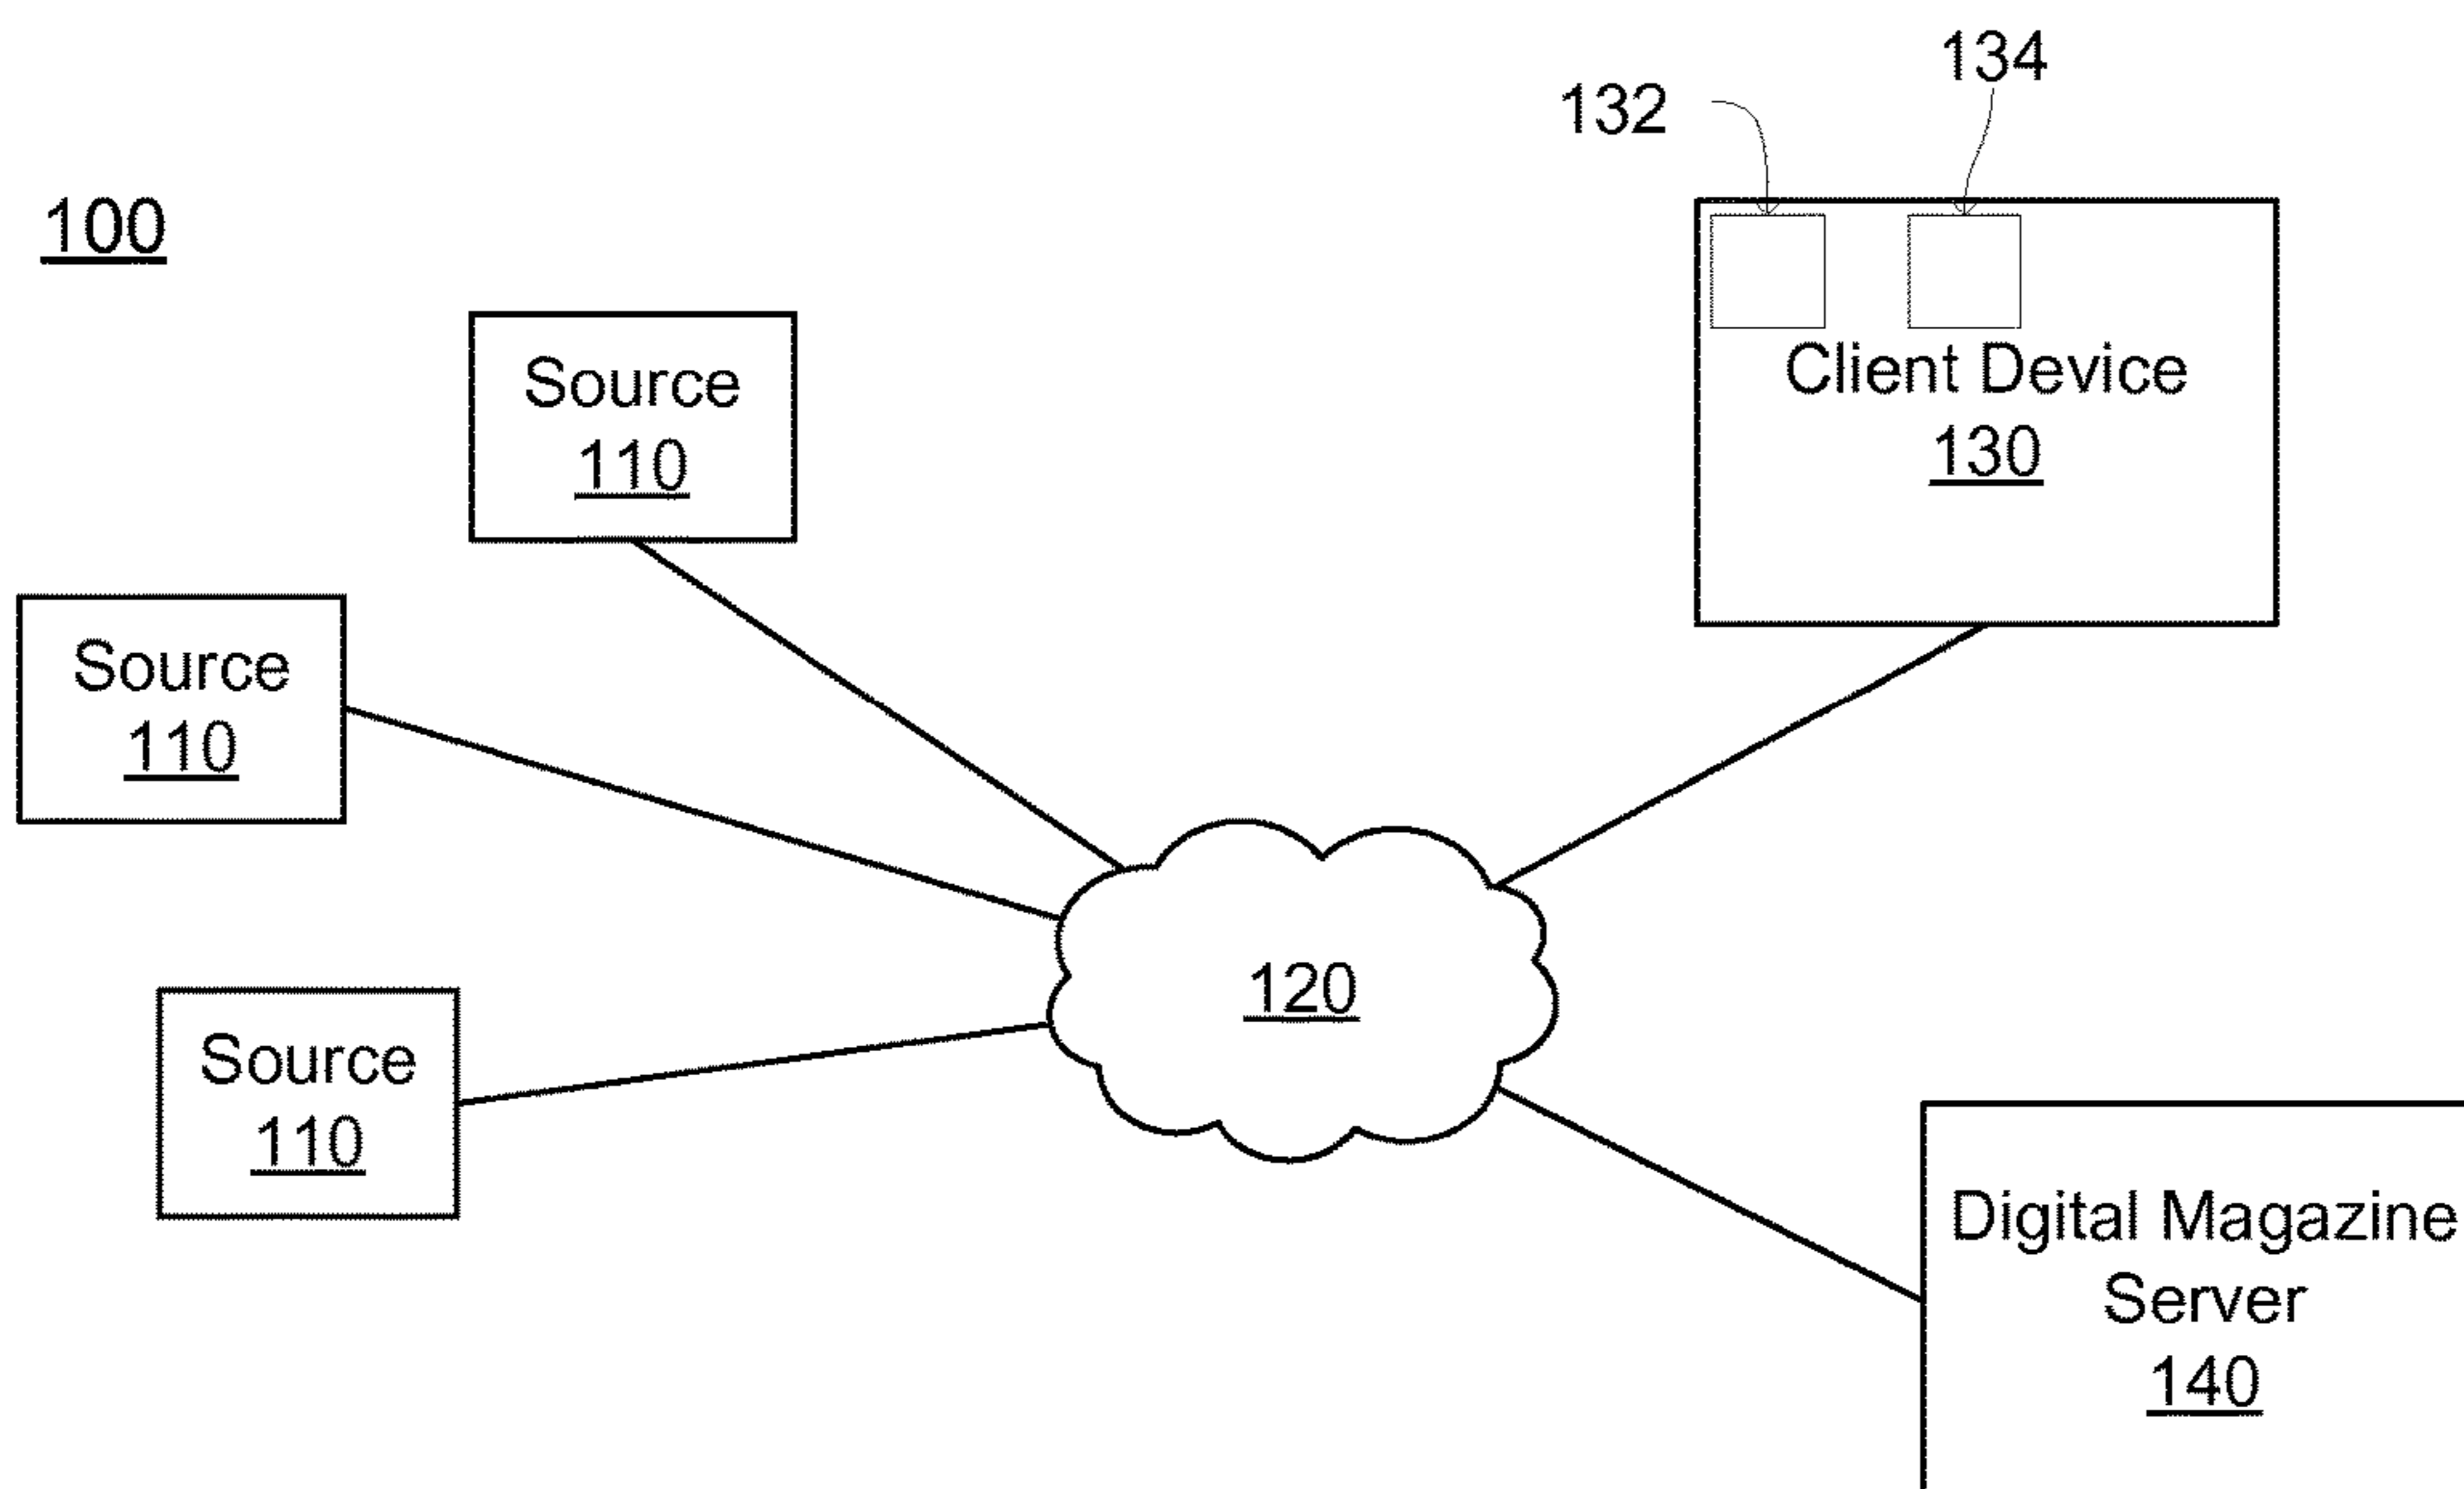 134
132
100
Source
110
Client Device
130
Source
110
120
Source
110
Digital Magazine
Server
140